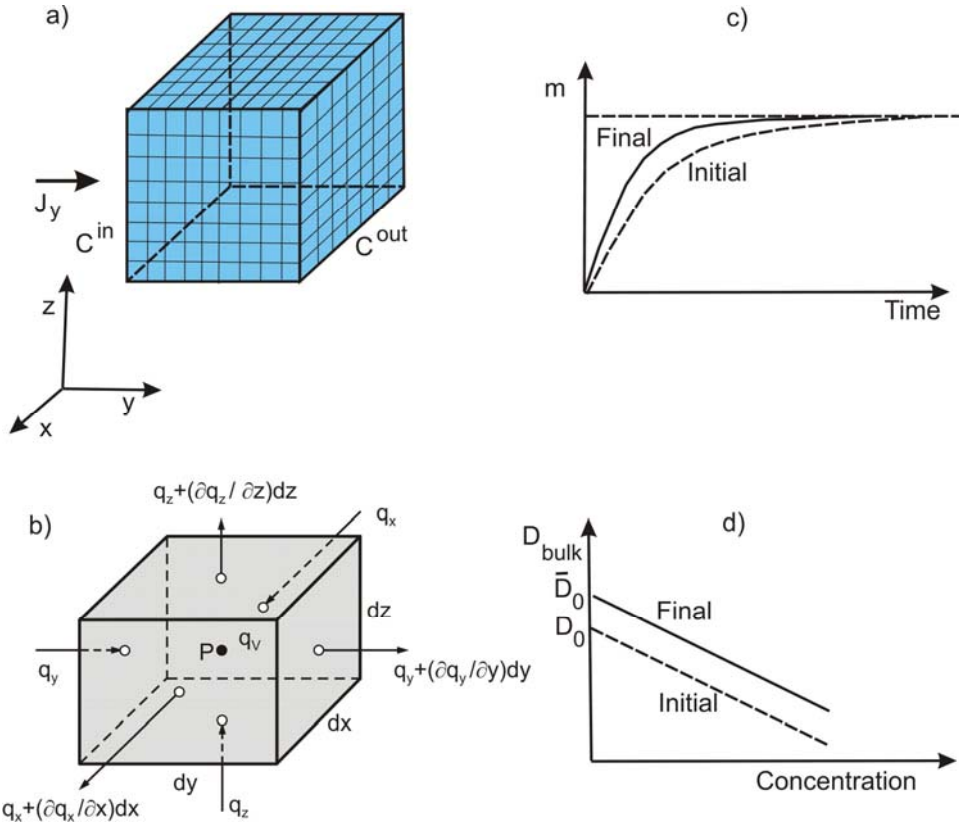 a)
J_y
C^in
C^out
z
y
x
b)
q_z+(∂q_z/ ∂z)dz
q_x
dz
q_y
P
q_V
q_y+(∂q_y/∂y)dy
dx
dy
q_x+(∂q_x/∂x)dx
q_z
c)
m
Final
Initial
Time
d)
D_bulk
D̄_0
D_0
Final
Initial
Concentration